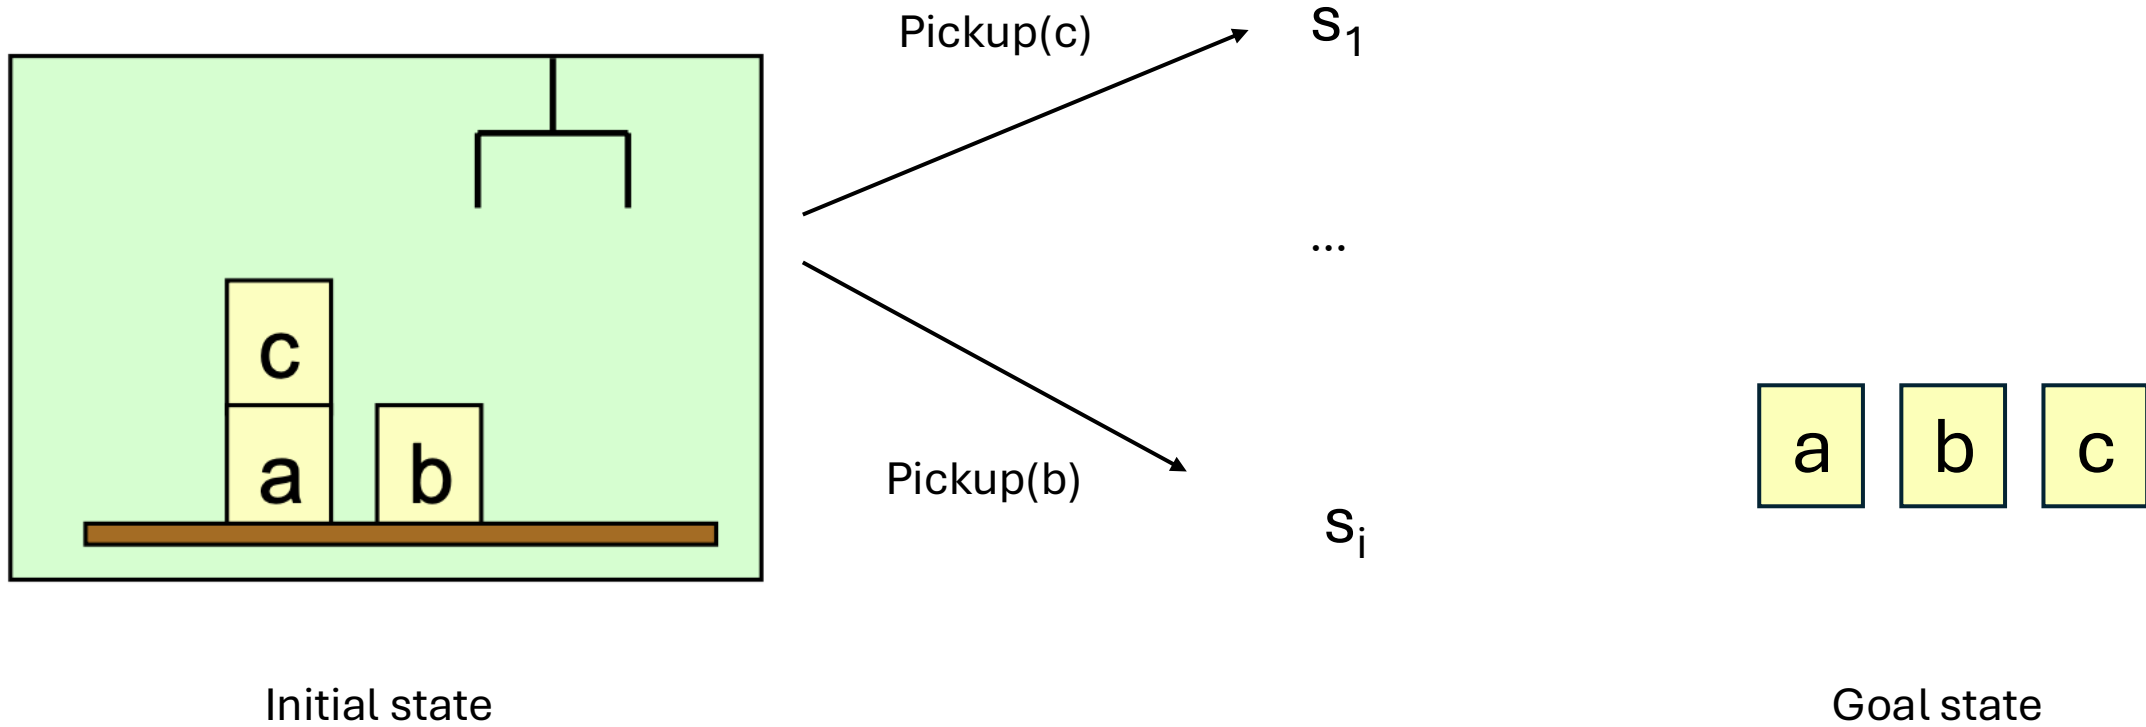 Pickup(c)
s1
...
c
a
b
Pickup(b)
si
a
b
c
Initial state
Goal state